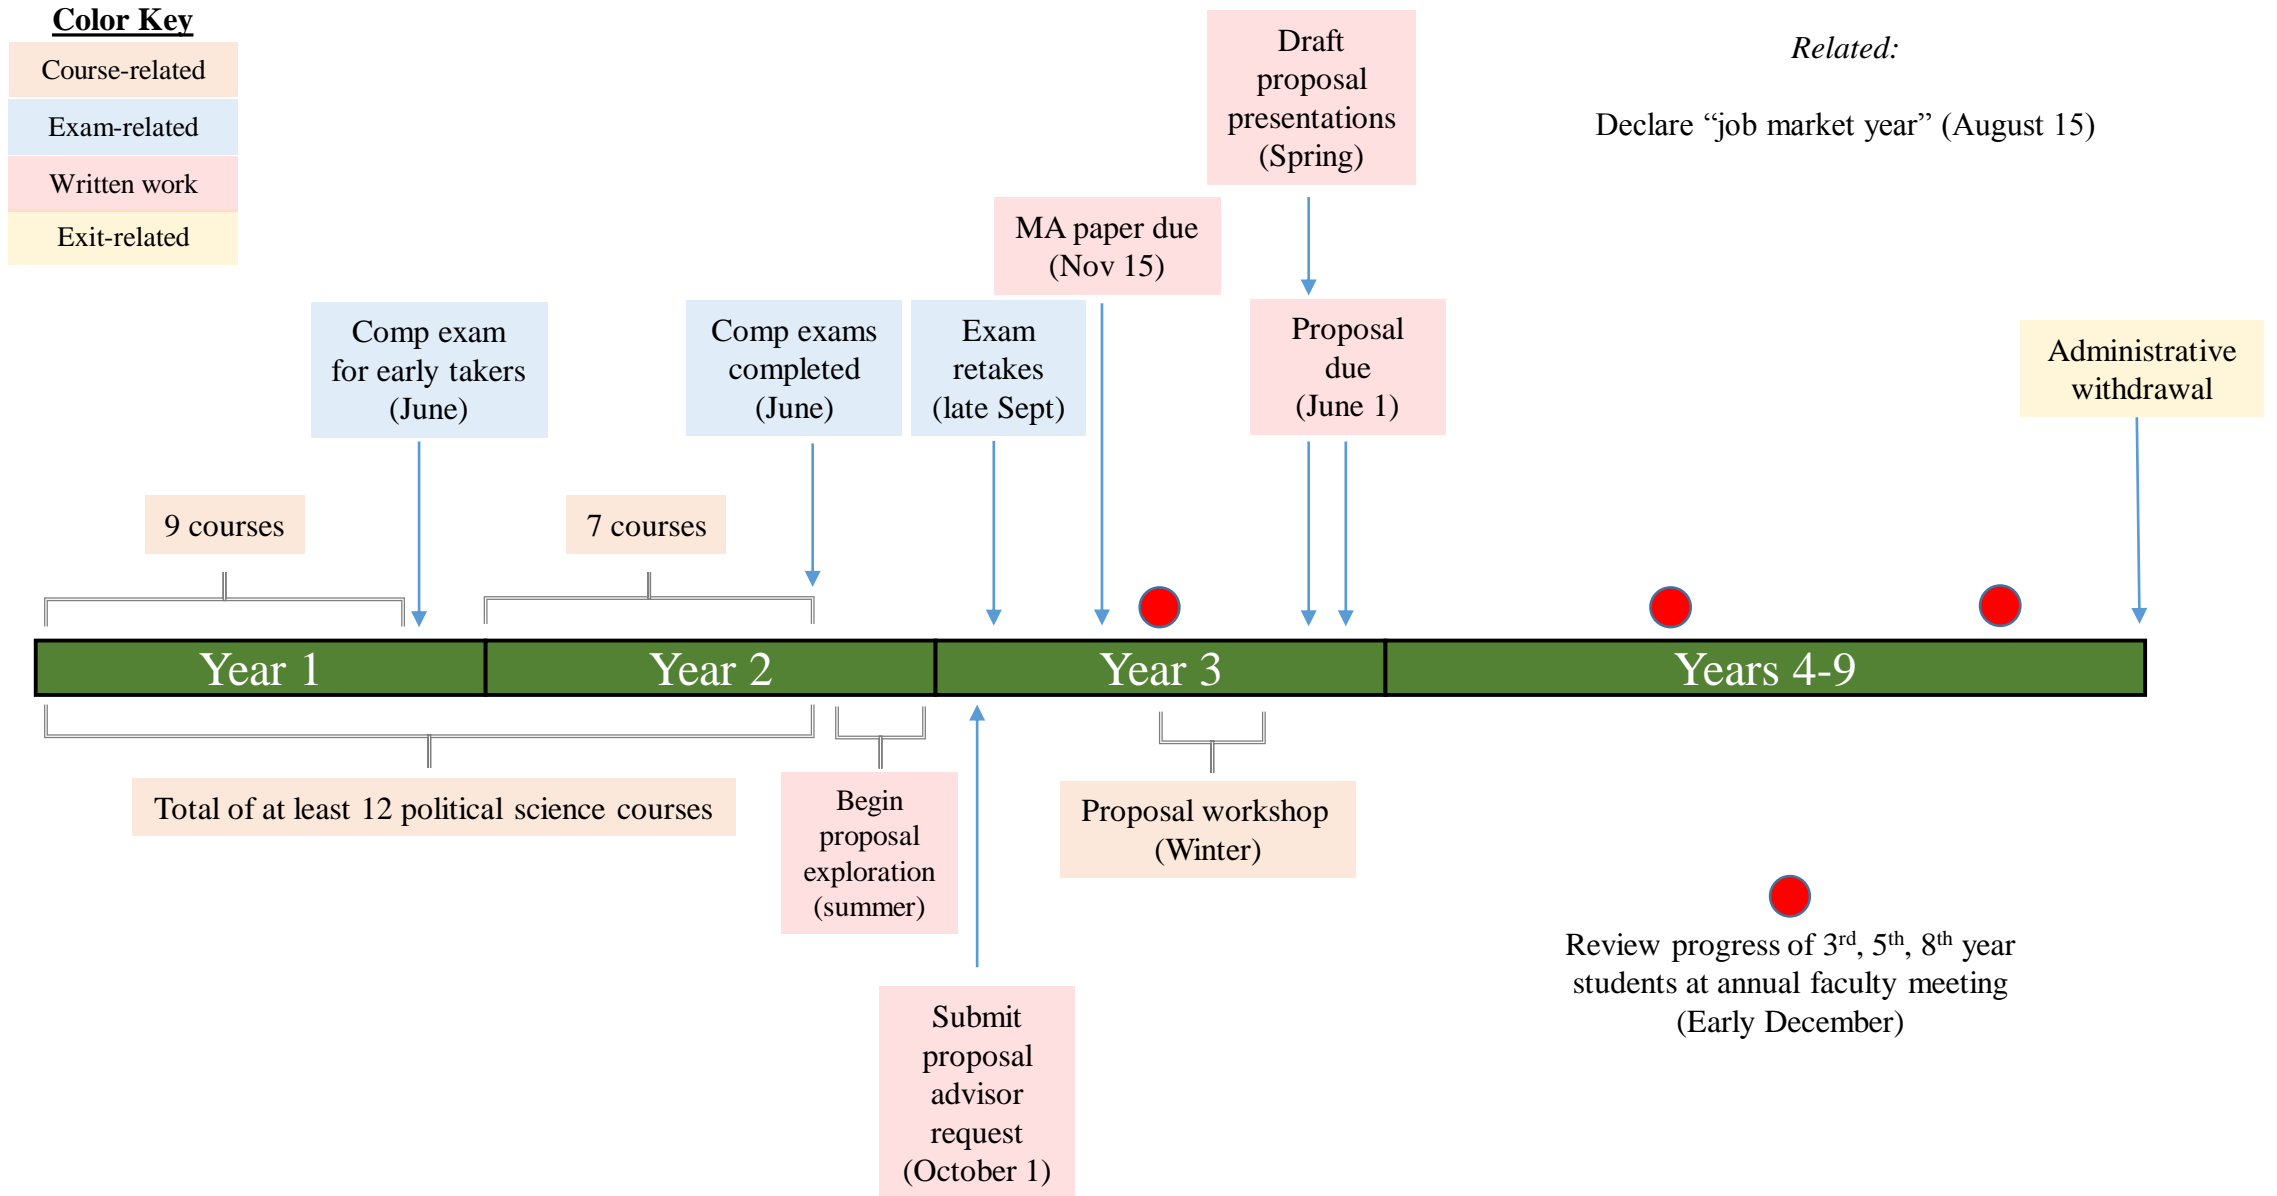 Color Key
Course-related
Exam-related
Written work
Exit-related
Draft
proposal
presentations
(Spring)
Related:
Declare “job market year” (August 15)
MA paper due
(Nov 15)
Comp exam
for early takers
(June)
Comp exams
completed
(June)
Exam
retakes
(late Sept)
Proposal
due
(June 1)
Administrative
withdrawal
9 courses
7 courses
Year 1
Year 2
Year 3
Years 4-9
Total of at least 12 political science courses
Begin
proposal
exploration
(summer)
Proposal workshop
(Winter)
Submit
proposal
advisor
request
(October 1)
Review progress of 3rd, 5th, 8th year
students at annual faculty meeting
(Early December)